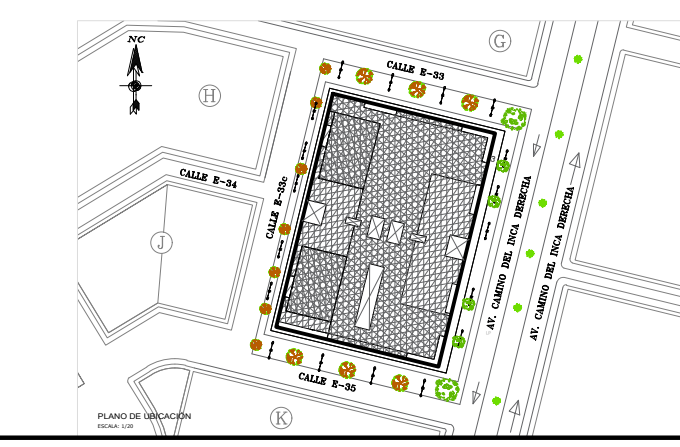 NC
G
CALLE E-33
H
CALLE E-34
CALLE E-33c
J
AV. CAMINO DEL INCA DERECHA
AV. CAMINO DEL INCA DERECHA
CALLE E-35
K
PLANO DE UBICACIÓN
ESCALA: 1/20